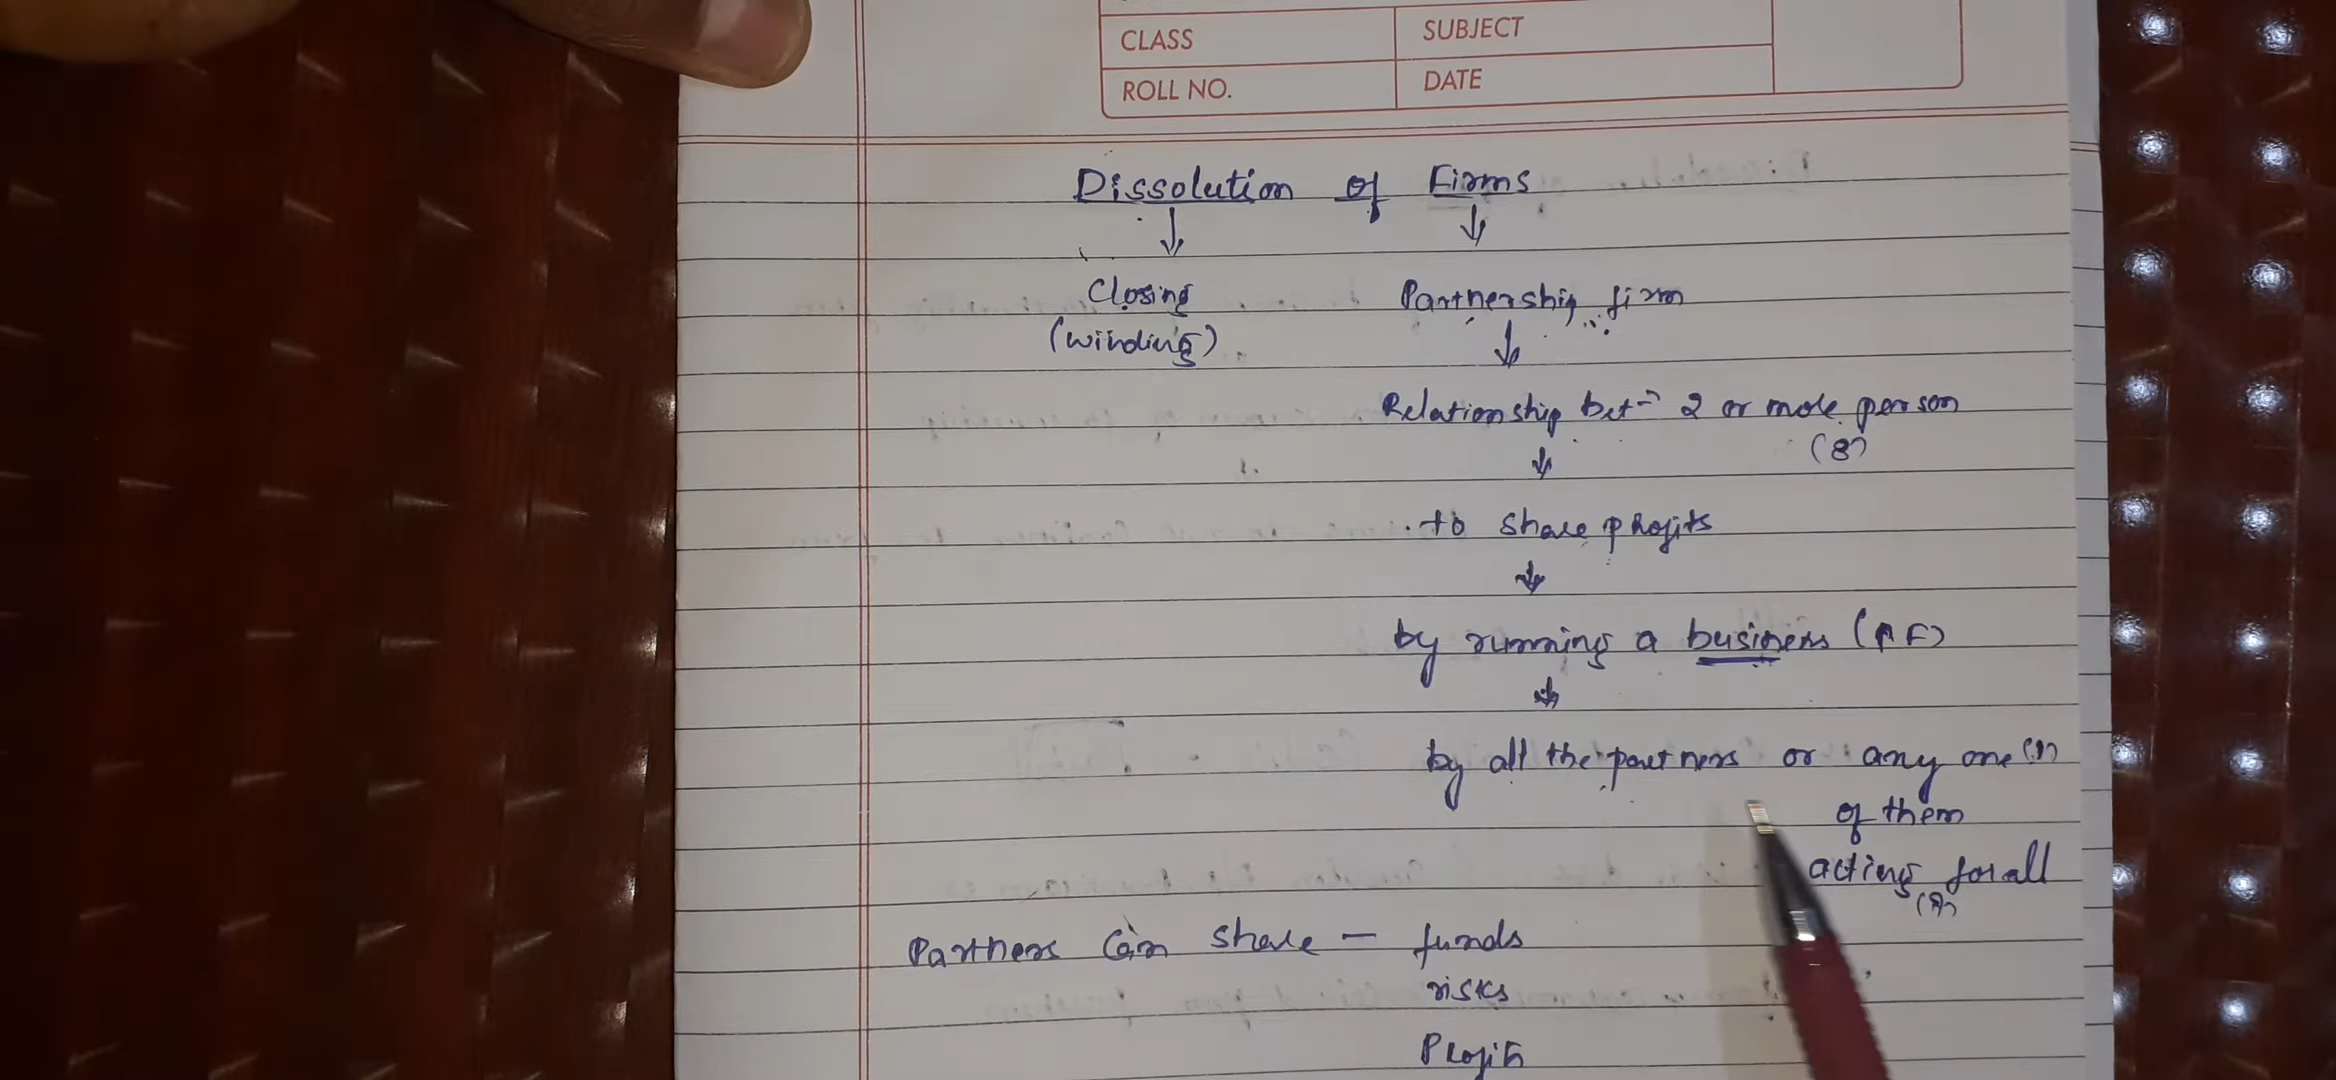 CLASS SUBJECT
ROLL NO. DATE
Dissolution of Firms
↓ ↓
Closing Partnership firm
(winding) ↓
Relationship bet- 2 or more person
↓ (8)
to share profits
↓
by running a business (PF)
↓
by all the partners or any one (1)
of them
acting for all
Partners can share — funds
risks
Profit